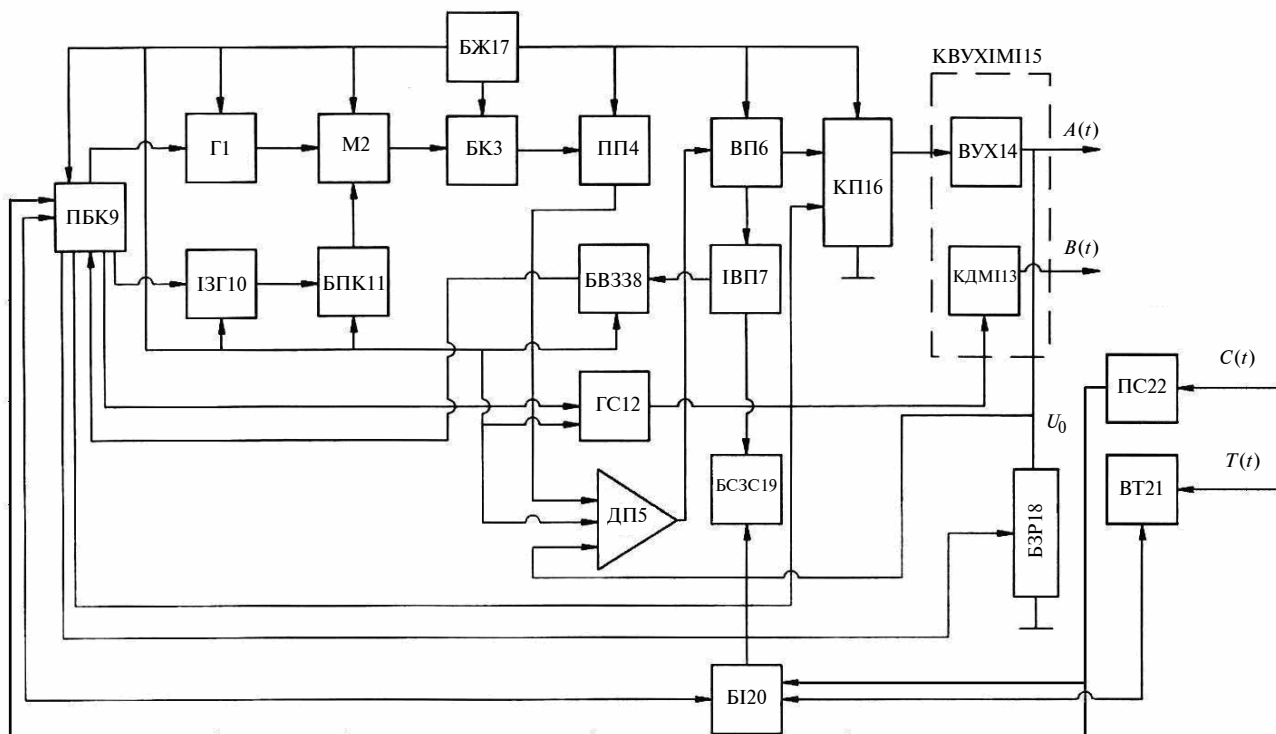 БЖ17
КВУХІМІ15
Г1
М2
БК3
ПП4
ВП6
КП16
ВУХ14
A(t)
ПБК9
ІЗГ10
БПК11
БВЗ38
ІВП7
КДМІ13
B(t)
ГС12
ПС22
C(t)
U₀
БСЗС19
ВТ21
T(t)
ДП5
БЗР18
БІ20